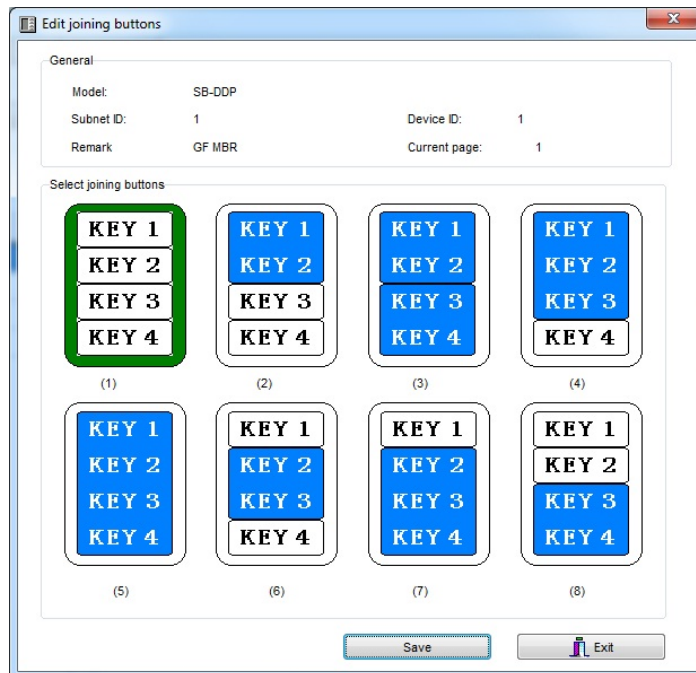 Edit joining buttons
x
General
Model: SB-DDP
Subnet ID: 1 Device ID: 1
Remark GF MBR Current page: 1
Select joining buttons
KEY 1 KEY 1 KEY 1 KEY 1
KEY 2 KEY 2 KEY 2 KEY 2
KEY 3 KEY 3 KEY 3 KEY 3
KEY 4 KEY 4 KEY 4 KEY 4
(1) (2) (3) (4)
KEY 1 KEY 1 KEY 1 KEY 1
KEY 2 KEY 2 KEY 2 KEY 2
KEY 3 KEY 3 KEY 3 KEY 3
KEY 4 KEY 4 KEY 4 KEY 4
(5) (6) (7) (8)
Save Exit